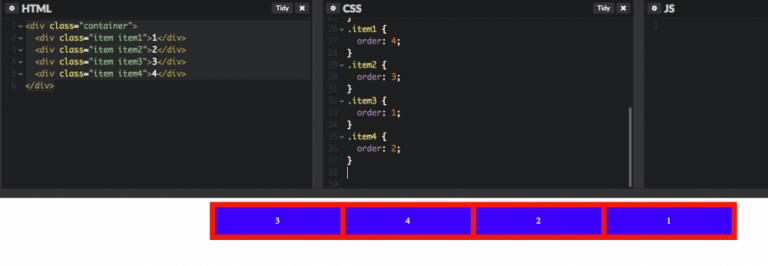 HTML
Tidy
<div class="container">
<div class="item item1">1</div>
<div class="item item2">2</div>
<div class="item item3">3</div>
<div class="item item4">4</div>
</div>
1
2
3
4
5
6
CSS
Tidy
}
26 .item1 {
27 order: 4;
28 }
29 .item2 {
30 order: 3;
31 }
32 .item3 {
33 order: 1;
34 }
35 .item4 {
36 order: 2;
37 }
38
39
JS
1
3 4 2 1